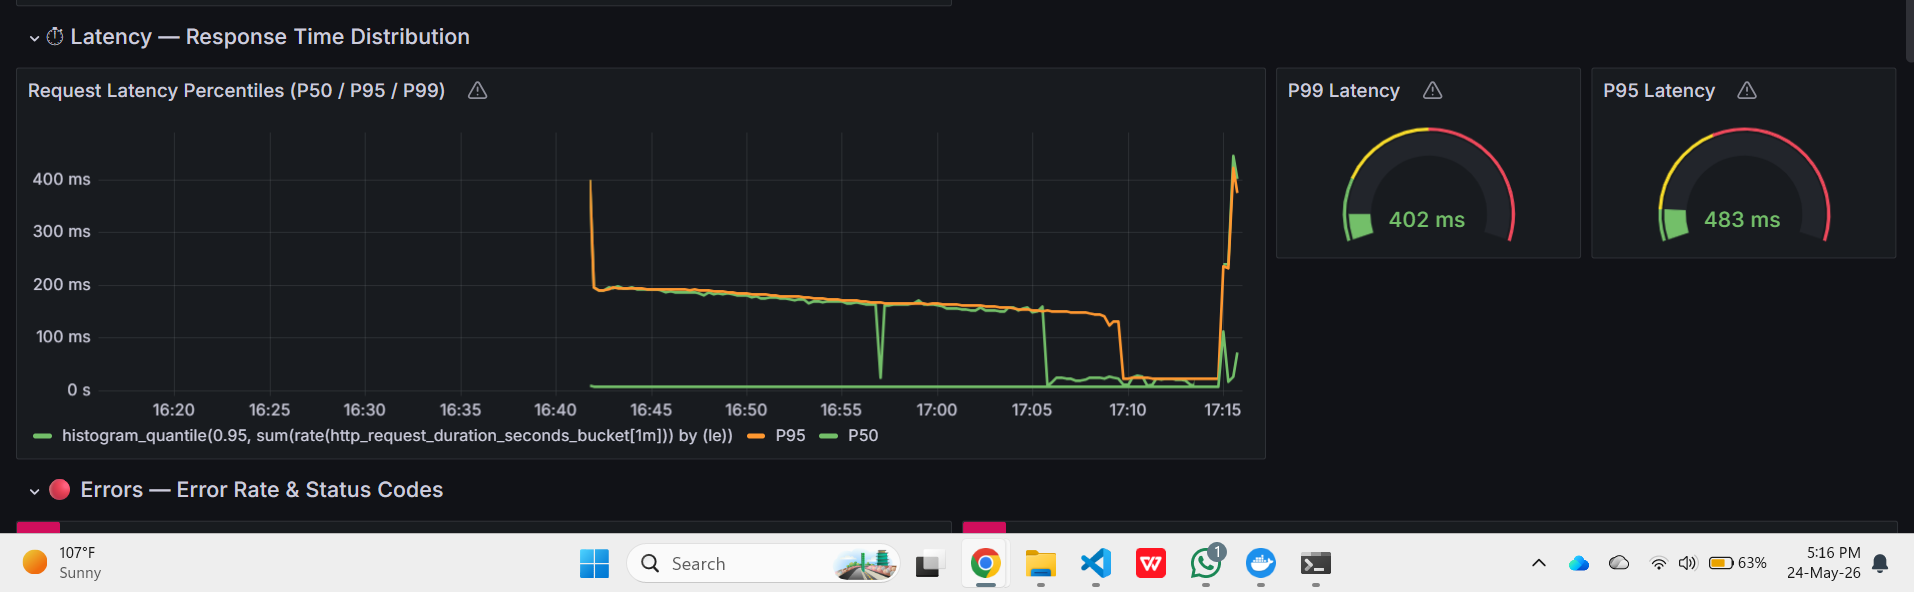 ⏱ Latency — Response Time Distribution
Request Latency Percentiles (P50 / P95 / P99)
P99 Latency
P95 Latency
400 ms
300 ms
200 ms
100 ms
0 s
16:20 16:25 16:30 16:35 16:40 16:45 16:50 16:55 17:00 17:05 17:10 17:15
histogram_quantile(0.95, sum(rate(http_request_duration_seconds_bucket[1m])) by (le)) P95 P50
402 ms
483 ms
Errors — Error Rate & Status Codes
107°F
Sunny
Search
W
1
63%
5:16 PM
24-May-26